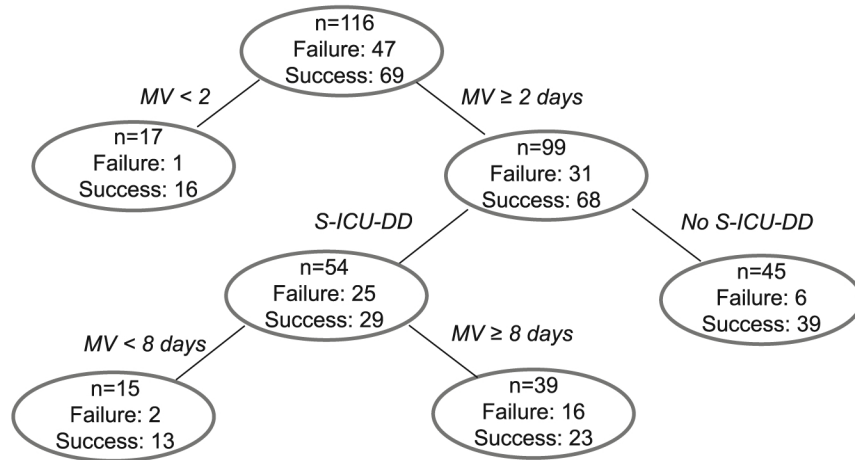 n=116
Failure: 47
Success: 69
MV < 2
MV ≥ 2 days
n=17
Failure: 1
Success: 16
n=99
Failure: 31
Success: 68
S-ICU-DD
No S-ICU-DD
n=54
Failure: 25
Success: 29
n=45
Failure: 6
Success: 39
MV < 8 days
MV ≥ 8 days
n=15
Failure: 2
Success: 13
n=39
Failure: 16
Success: 23